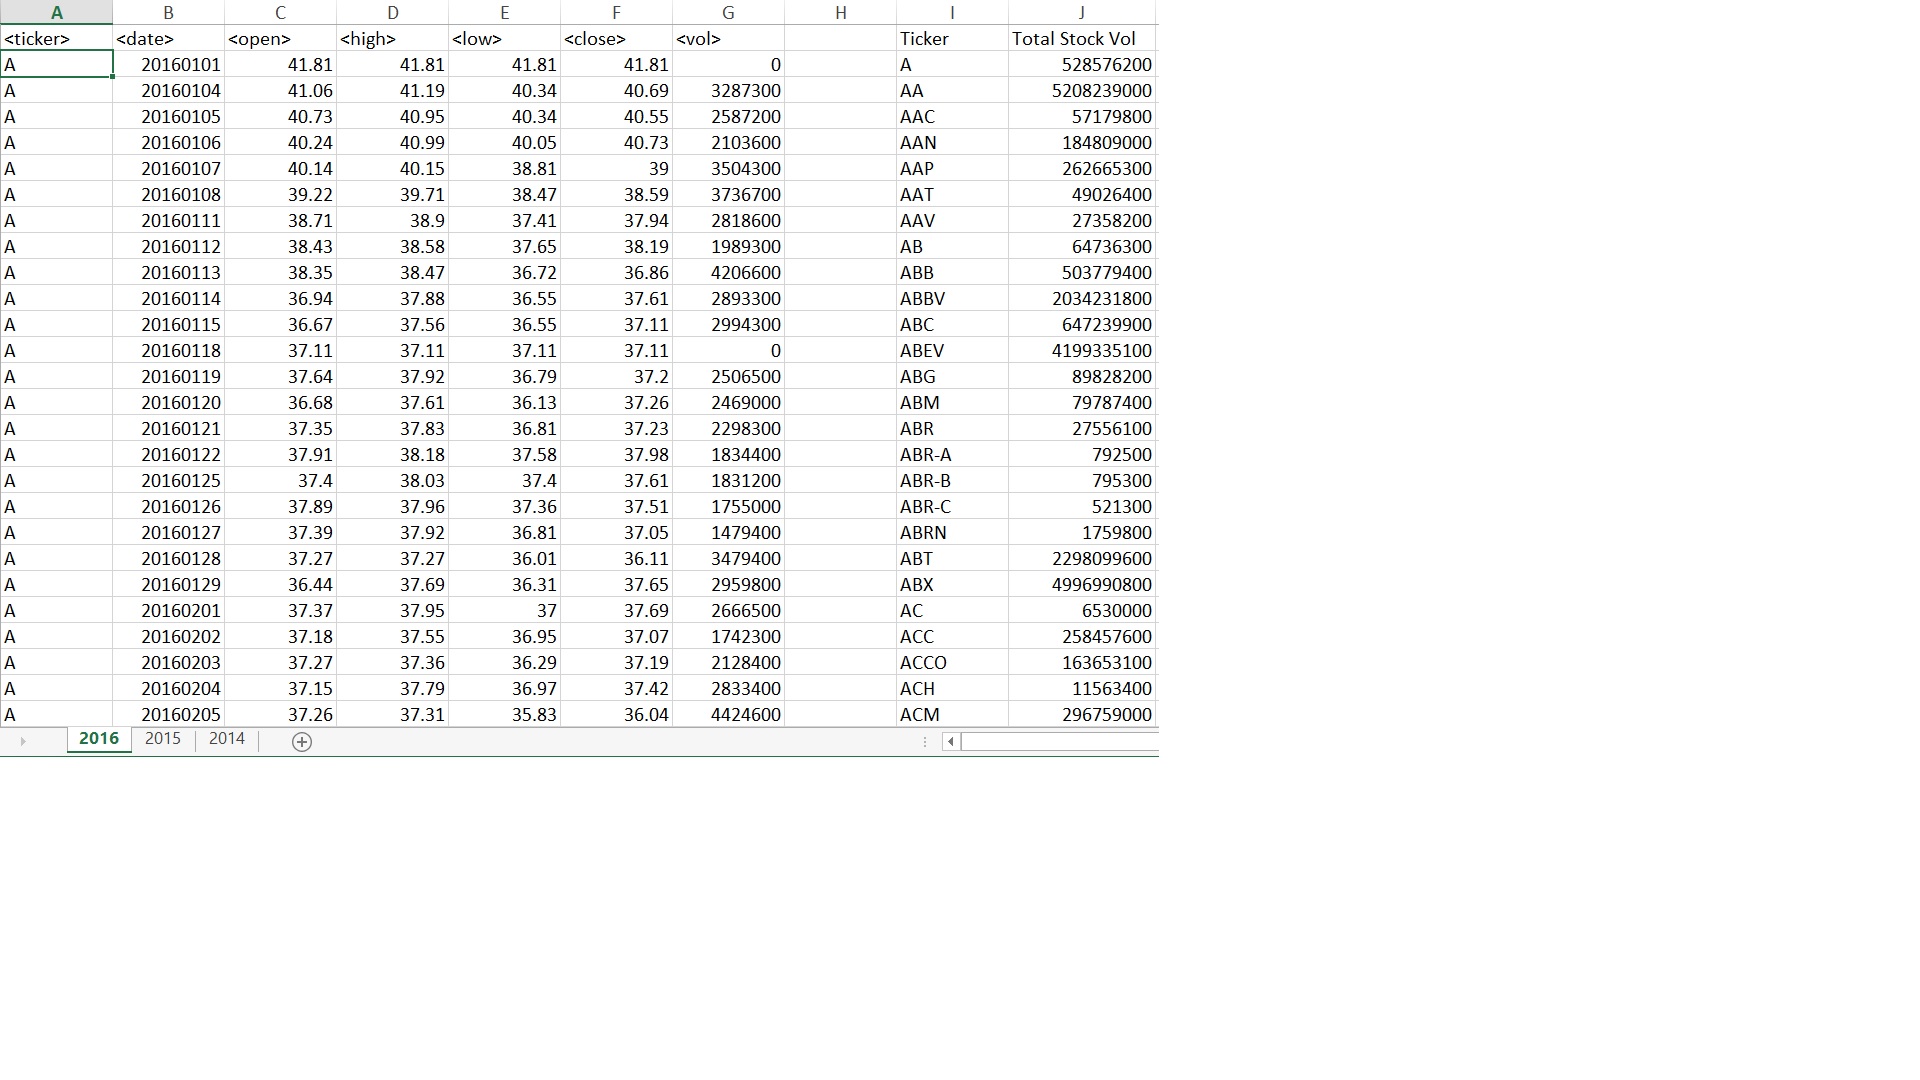 A B C D E F G H I J
<ticker> <date> <open> <high> <low> <close> <vol> Ticker Total Stock Vol
A 20160101 41.81 41.81 41.81 41.81 0 A 528576200
A 20160104 41.06 41.19 40.34 40.69 3287300 AA 5208239000
A 20160105 40.73 40.95 40.34 40.55 2587200 AAC 57179800
A 20160106 40.24 40.99 40.05 40.73 2103600 AAN 184809000
A 20160107 40.14 40.15 38.81 39 3504300 AAP 262665300
A 20160108 39.22 39.71 38.47 38.59 3736700 AAT 49026400
A 20160111 38.71 38.9 37.41 37.94 2818600 AAV 27358200
A 20160112 38.43 38.58 37.65 38.19 1989300 AB 64736300
A 20160113 38.35 38.47 36.72 36.86 4206600 ABB 503779400
A 20160114 36.94 37.88 36.55 37.61 2893300 ABBV 2034231800
A 20160115 36.67 37.56 36.55 37.11 2994300 ABC 647239900
A 20160118 37.11 37.11 37.11 37.11 0 ABEV 4199335100
A 20160119 37.64 37.92 36.79 37.2 2506500 ABG 89828200
A 20160120 36.68 37.61 36.13 37.26 2469000 ABM 79787400
A 20160121 37.35 37.83 36.81 37.23 2298300 ABR 27556100
A 20160122 37.91 38.18 37.58 37.98 1834400 ABR-A 792500
A 20160125 37.4 38.03 37.4 37.61 1831200 ABR-B 795300
A 20160126 37.89 37.96 37.36 37.51 1755000 ABR-C 521300
A 20160127 37.39 37.92 36.81 37.05 1479400 ABRN 1759800
A 20160128 37.27 37.27 36.01 36.11 3479400 ABT 2298099600
A 20160129 36.44 37.69 36.31 37.65 2959800 ABX 4996990800
A 20160201 37.37 37.95 37 37.69 2666500 AC 6530000
A 20160202 37.18 37.55 36.95 37.07 1742300 ACC 258457600
A 20160203 37.27 37.36 36.29 37.19 2128400 ACCO 163653100
A 20160204 37.15 37.79 36.97 37.42 2833400 ACH 11563400
A 20160205 37.26 37.31 35.83 36.04 4424600 ACM 296759000
2016 2015 2014